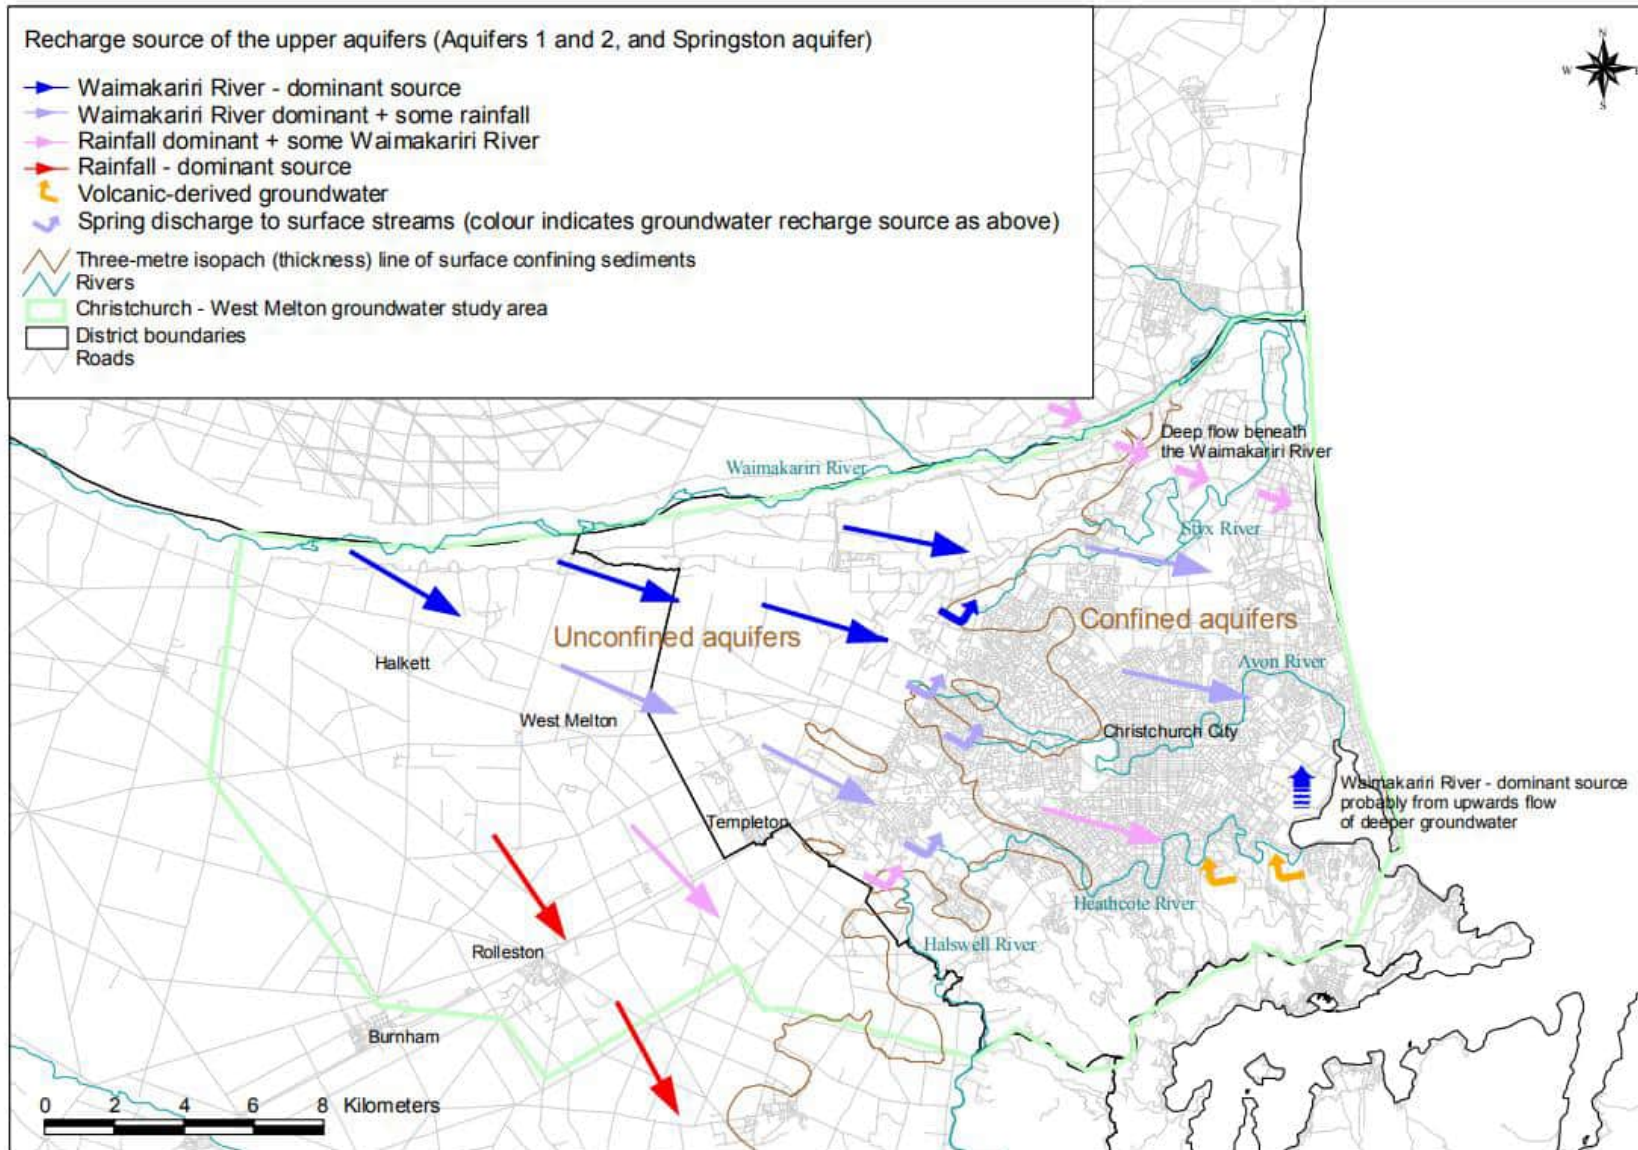 Recharge source of the upper aquifers (Aquifers 1 and 2, and Springston aquifer)
Waimakariri River - dominant source
Waimakariri River dominant + some rainfall
Rainfall dominant + some Waimakariri River
Rainfall - dominant source
Volcanic-derived groundwater
Spring discharge to surface streams (colour indicates groundwater recharge source as above)
Three-metre isopach (thickness) line of surface confining sediments
Rivers
Christchurch - West Melton groundwater study area
District boundaries
Roads
N
W
E
S
Deep flow beneath
the Waimakariri River
Waimakariri River
Styx River
Confined aquifers
Unconfined aquifers
Halkett
Avon River
West Melton
Christchurch City
Waimakariri River - dominant source
probably from upwards flow
of deeper groundwater
Templeton
Heathcote River
Halswell River
Rolleston
Burnham
0 2 4 6 8 Kilometers